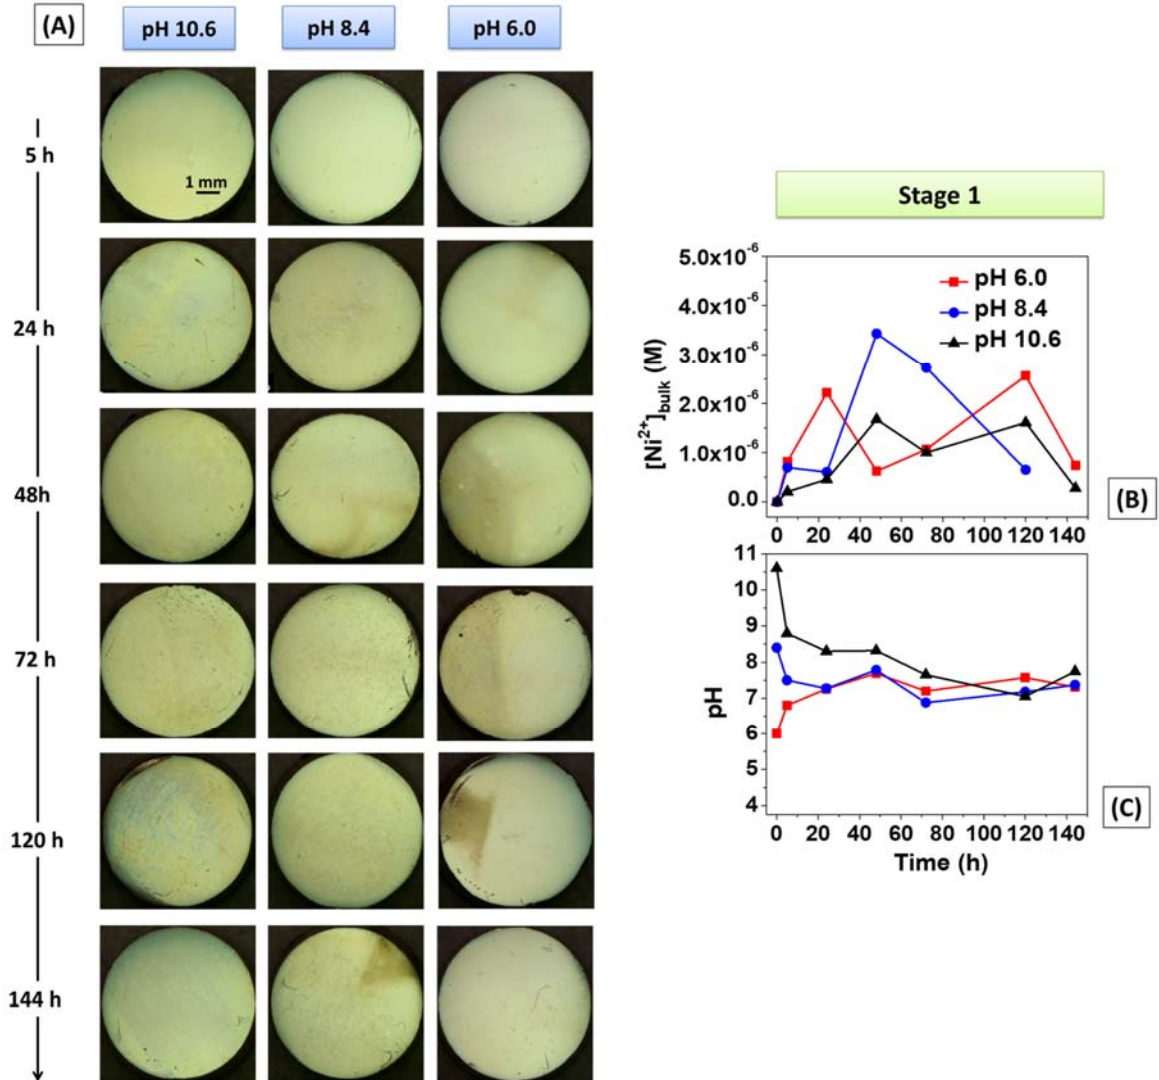 (A)
pH 10.6
pH 8.4
pH 6.0
5 h
1 mm
24 h
48h
72 h
120 h
144 h
Stage 1
5.0x10⁻⁶
4.0x10⁻⁶
3.0x10⁻⁶
2.0x10⁻⁶
1.0x10⁻⁶
0.0
[Ni²⁺]bulk (M)
pH 6.0
pH 8.4
pH 10.6
0 20 40 60 80 100 120 140
(B)
11
10
9
8
7
6
5
4
pH
0 20 40 60 80 100 120 140
Time (h)
(C)